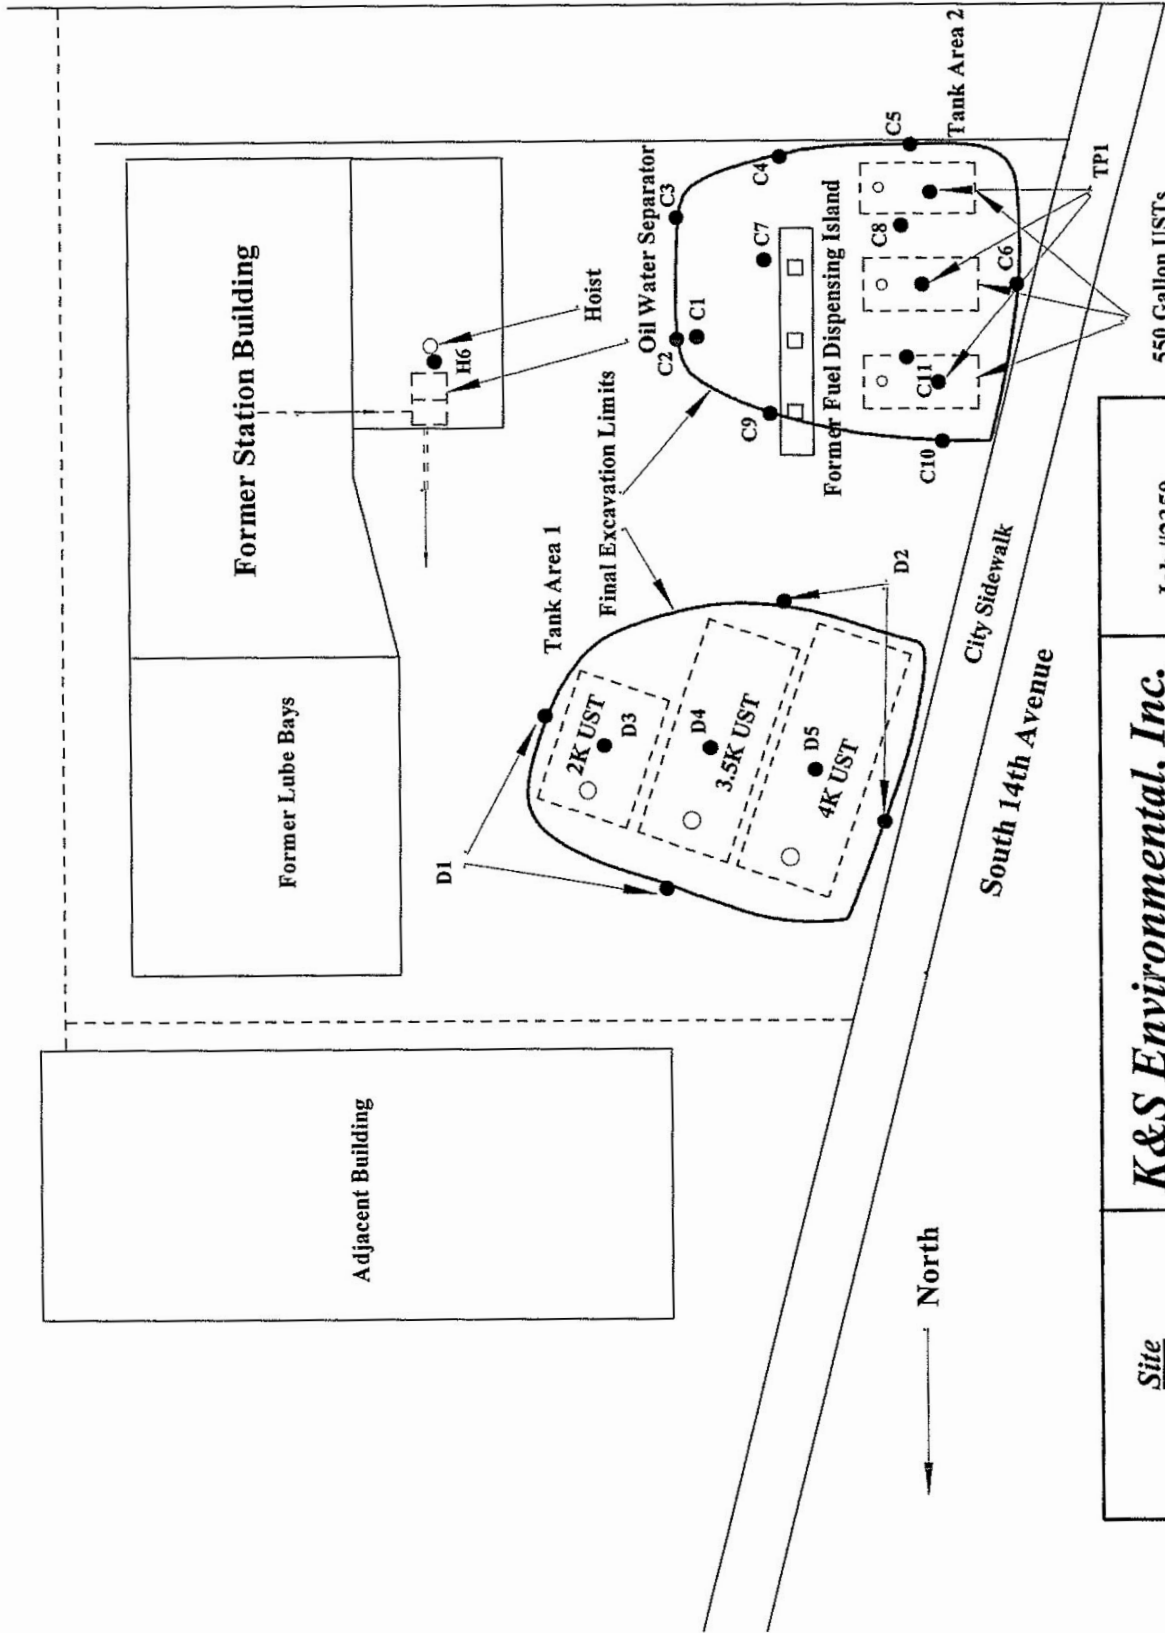 Former Station Building
Former Lube Bays
Adjacent Building
Hoist
H6
Oil Water Separator
C3
C2
C1
C4
C5
Tank Area 2
C7
C9
Former Fuel Dispensing Island
C8
C6
C11
C10
TP1
550 Gallon USTs
Tank Area 1
Final Excavation Limits
D1
2K UST
D3
D4
3.5K UST
D5
4K UST
D2
City Sidewalk
South 14th Avenue
North
Site
K&S Environmental, Inc.